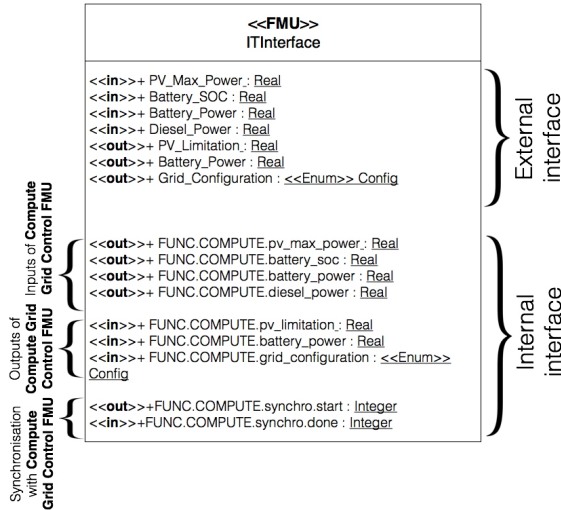 <<FMU>>
ITInterface
<<in>>+ PV_Max_Power_: Real
<<in>>+ Battery_SOC : Real
<<in>>+ Battery_Power : Real
<<in>>+ Diesel_Power : Real
<<out>>+ PV_Limitation_: Real
<<out>>+ Battery_Power : Real
<<out>>+ Grid_Configuration : <<Enum>> Config
External
interface
Inputs of Compute
Grid Control FMU
<<out>>+ FUNC.COMPUTE.pv_max_power_: Real
<<out>>+ FUNC.COMPUTE.battery_soc : Real
<<out>>+ FUNC.COMPUTE.battery_power : Real
<<out>>+ FUNC.COMPUTE.diesel_power : Real
Outputs of
Compute Grid
Control FMU
<<in>>+ FUNC.COMPUTE.pv_limitation_: Real
<<in>>+ FUNC.COMPUTE.battery_power : Real
<<in>>+ FUNC.COMPUTE.grid_configuration : <<Enum>>
Config
Synchronisation
with Compute
Grid Control FMU
<<out>>+FUNC.COMPUTE.synchro.start : Integer
<<in>>+FUNC.COMPUTE.synchro.done : Integer
Internal
interface